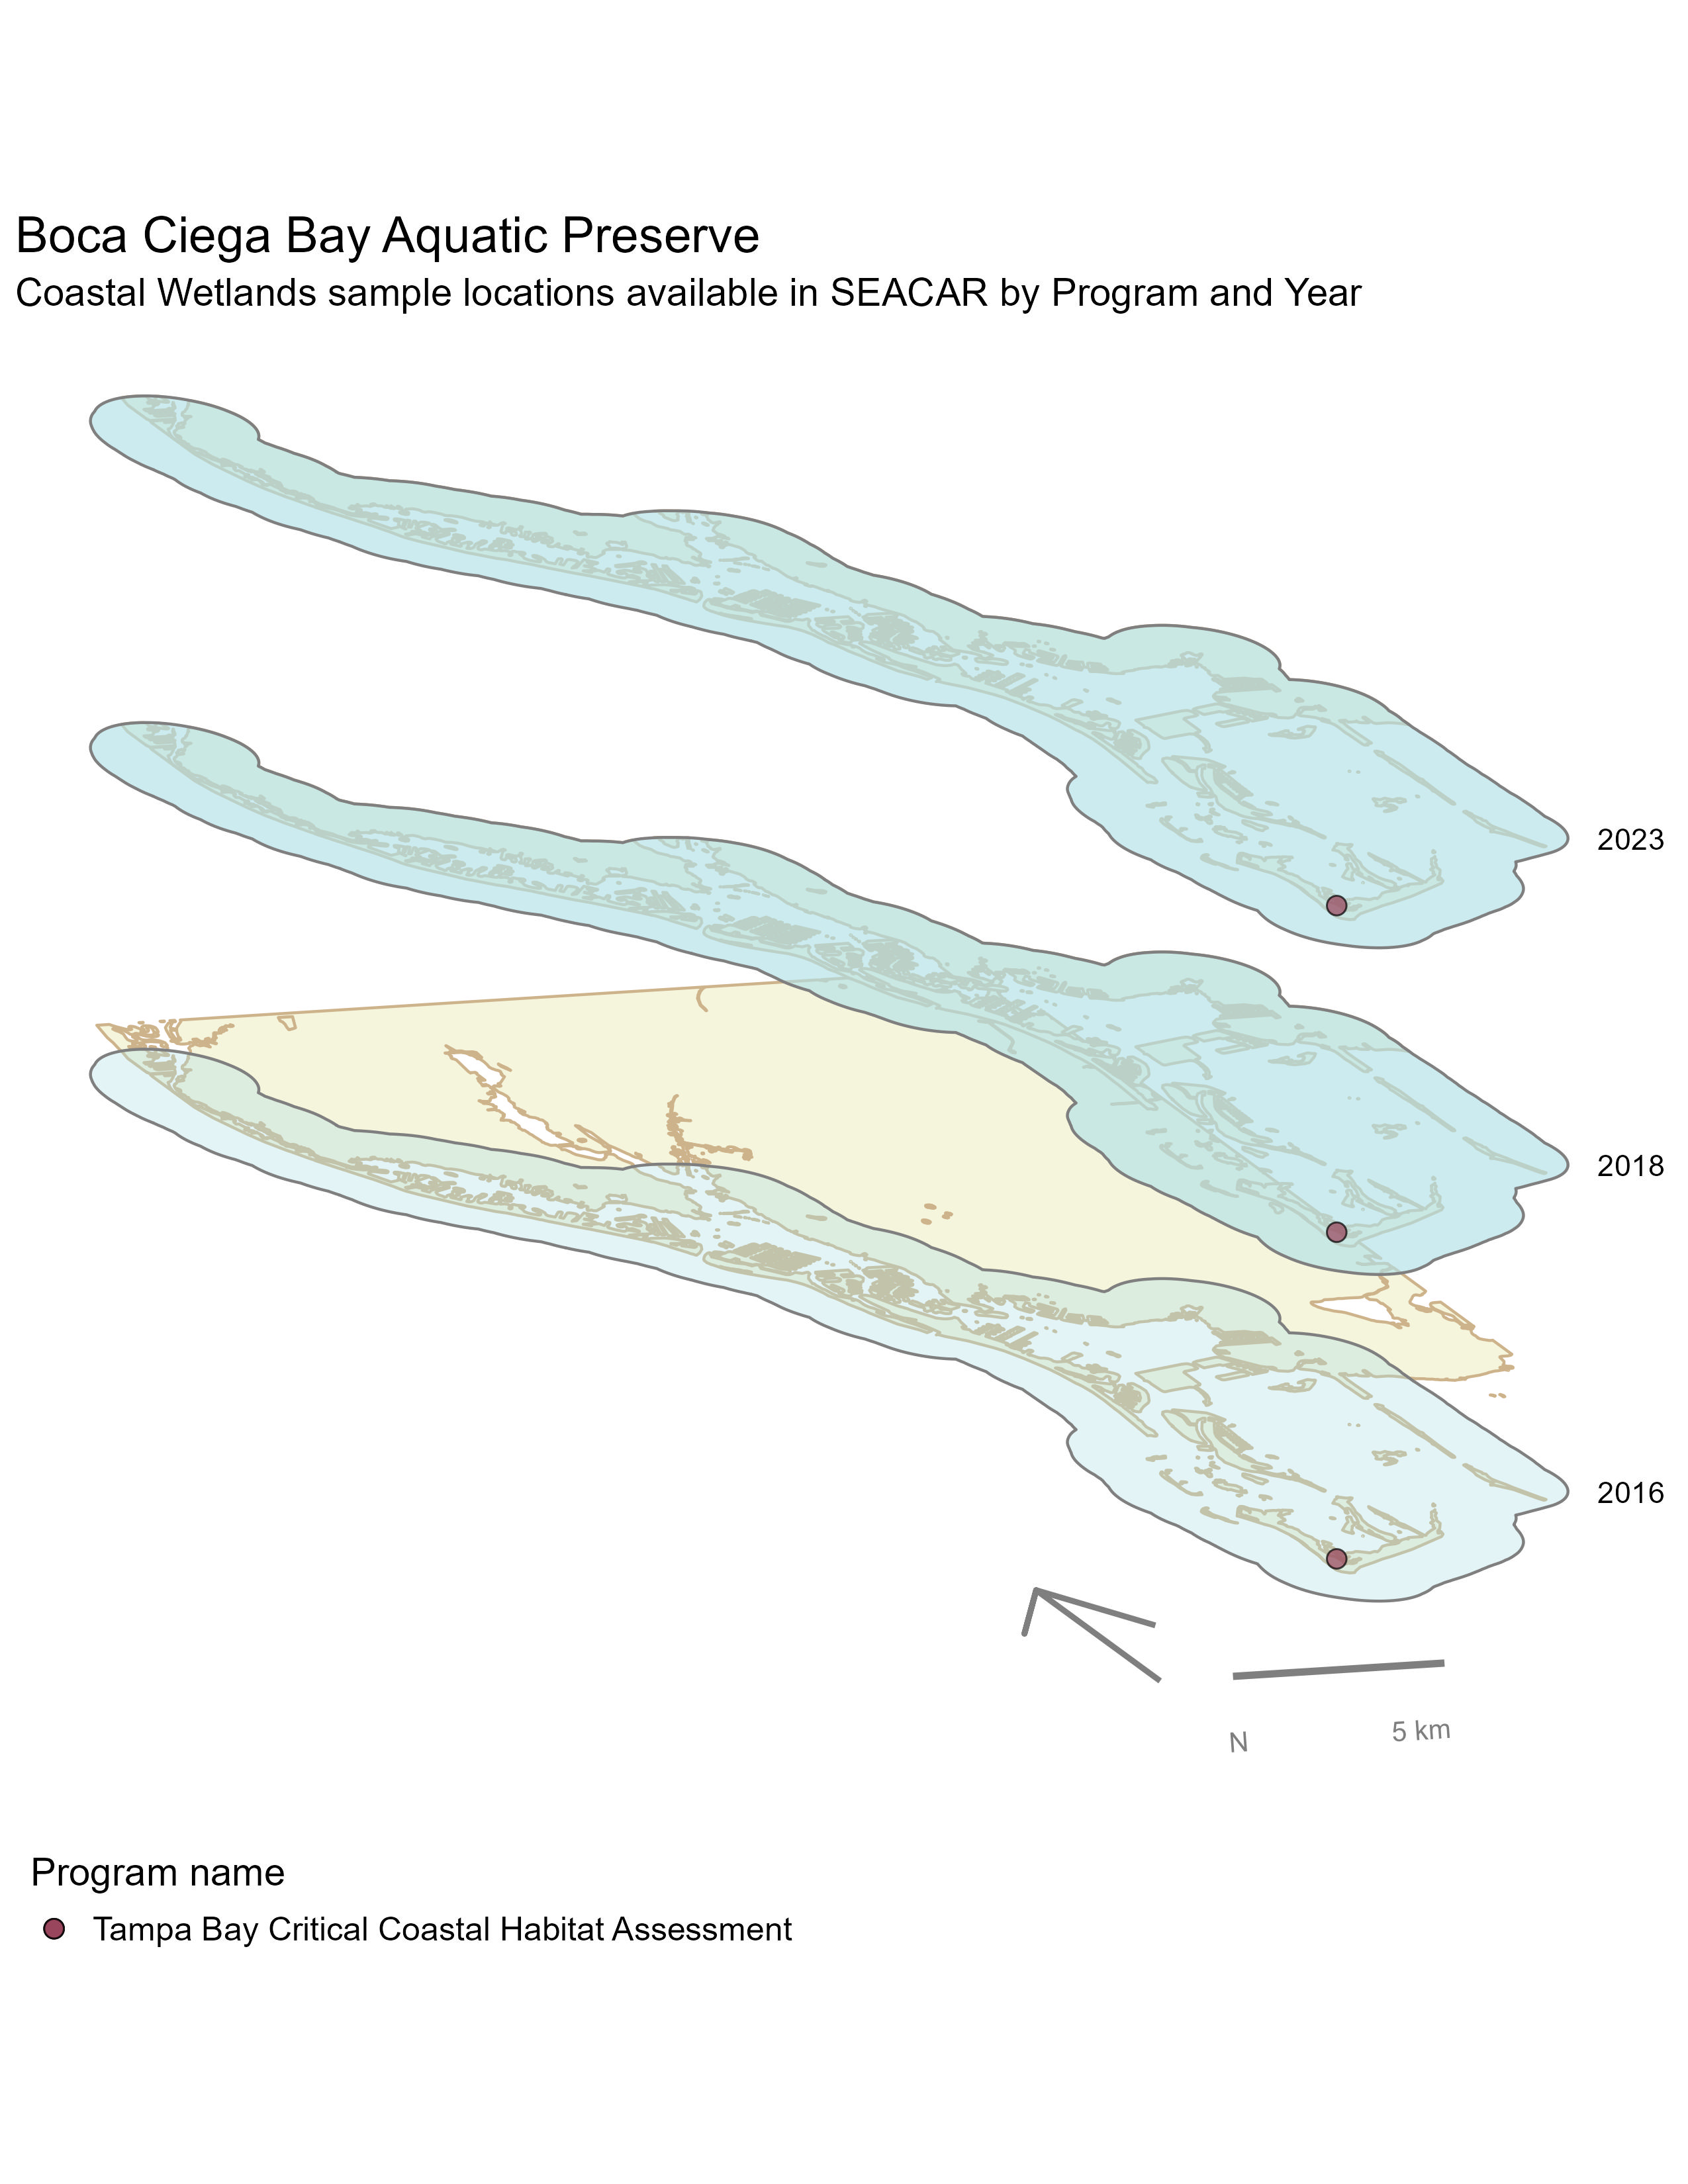 Boca Ciega Bay Aquatic Preserve
Coastal Wetlands sample locations available in SEACAR by Program and Year
2023
2018
2016
N
5 km
Program name
Tampa Bay Critical Coastal Habitat Assessment